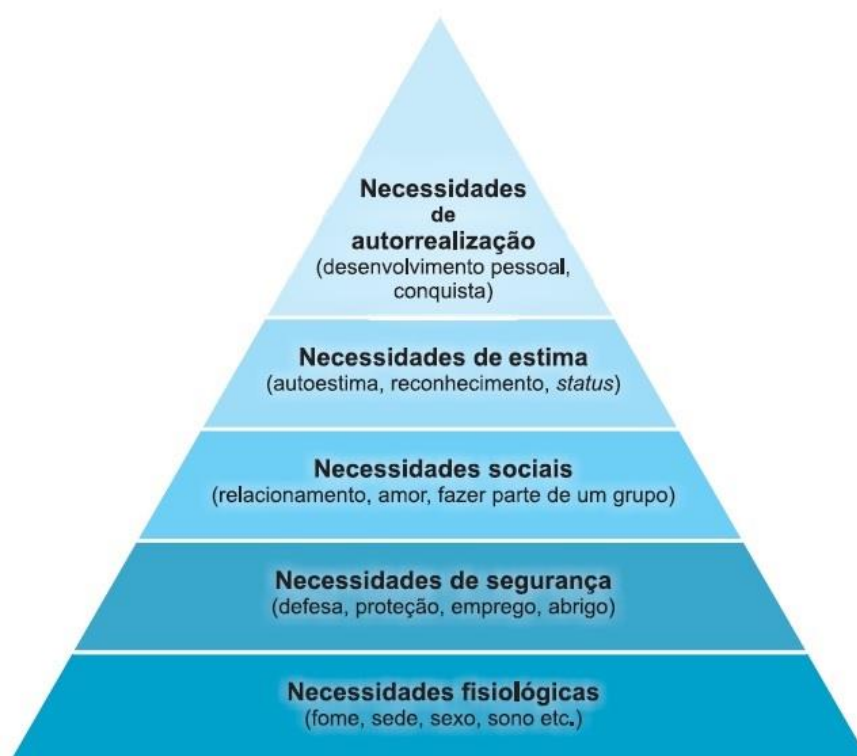 Necessidades
de
autorrealização
(desenvolvimento pessoal,
conquista)
Necessidades de estima
(autoestima, reconhecimento, status)
Necessidades sociais
(relacionamento, amor, fazer parte de um grupo)
Necessidades de segurança
(defesa, proteção, emprego, abrigo)
Necessidades fisiológicas
(fome, sede, sexo, sono etc.)